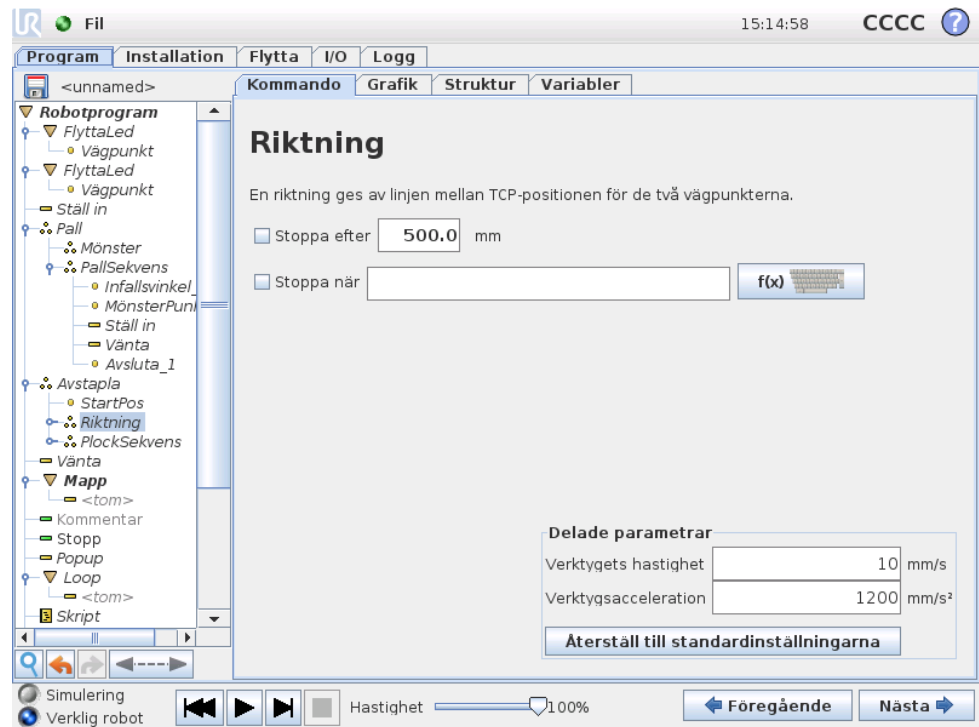 UR Fil 15:14:58 CCCC ?
Program Installation Flytta I/O Logg
<unnamed>
Kommando Grafik Struktur Variabler
Robotprogram
FlyttaLed
Vägpunkt
FlyttaLed
Vägpunkt
Ställ in
Pall
Mönster
PallSekvens
Infallsvinkel_
MönsterPun
Ställ in
Vänta
Avsluta_1
Avstapla
StartPos
Riktning
PlockSekvens
Vänta
Mapp
<tom>
Kommentar
Stopp
Popup
Loop
<tom>
Skript
Riktning
En riktning ges av linjen mellan TCP-positionen för de två vägpunkterna.
Stoppa efter 500.0 mm
Stoppa när f(x)
Delade parametrar
Verktygets hastighet 10 mm/s
Verktygsacceleration 1200 mm/s²
Återställ till standardinställningarna
Simulering
Verklig robot
Hastighet 100%
Föregående Nästa